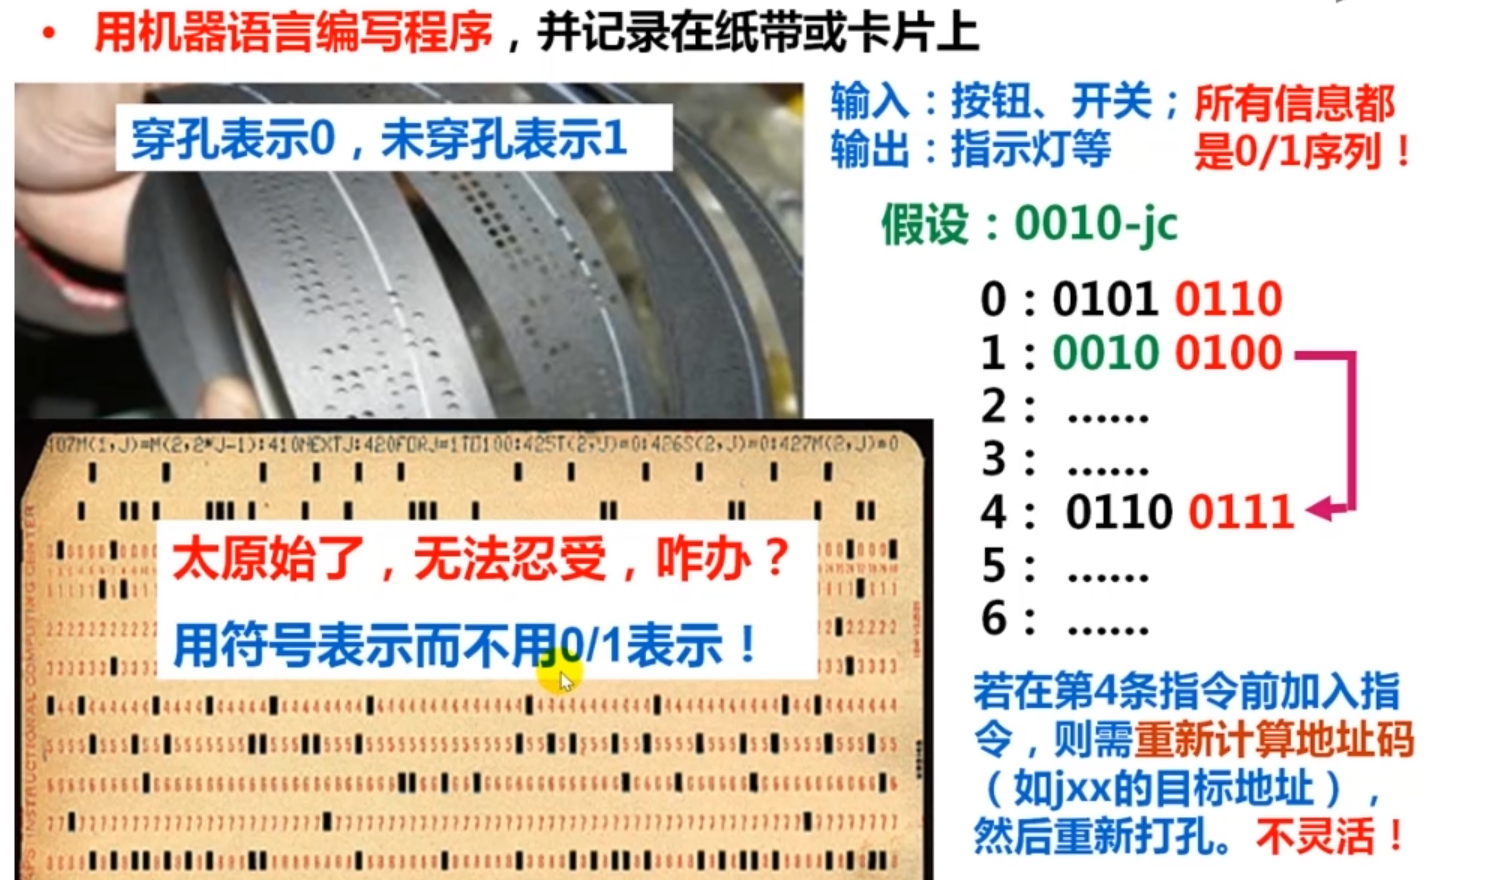 • 用机器语言编写程序，并记录在纸带或卡片上
穿孔表示0，未穿孔表示1
输入：按钮、开关；
输出：指示灯等
所有信息都
是0/1序列！
假设：0010-jc
0：0101 0110
1：0010 0100
2：……
3：……
4：0110 0111
5：……
6：……
407M(1,J)=M(2,2*J-1):410NEXTJ:420FORJ=1TO100:425T(2,J)=0:426S(2,J)=0:427M(2,J)=0
太原始了，无法忍受，咋办？
用符号表示而不用0/1表示！
INSTRUCTIONAL COMPUTING CENTER
若在第4条指令前加入指
令，则需重新计算地址码
（如jxx的目标地址），
然后重新打孔。不灵活！